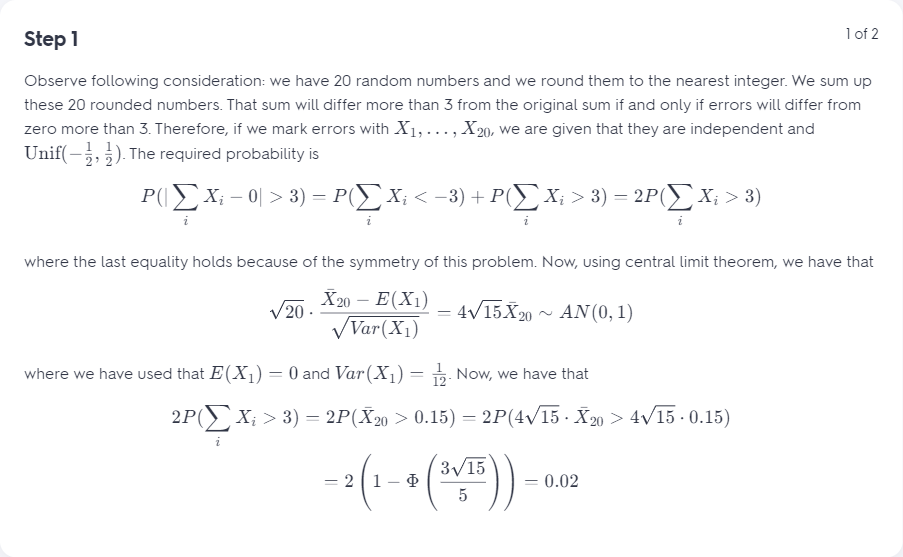 Step 1
1 of 2
Observe following consideration: we have 20 random numbers and we round them to the nearest integer. We sum up
these 20 rounded numbers. That sum will differ more than 3 from the original sum if and only if errors will differ from
zero more than 3. Therefore, if we mark errors with $X_1, \ldots, X_{20}$, we are given that they are independent and
$\mathrm{Unif}(-\frac{1}{2}, \frac{1}{2})$. The required probability is
$P(|\sum_i X_i - 0| > 3) = P(\sum_i X_i < -3) + P(\sum_i X_i > 3) = 2P(\sum_i X_i > 3)$
where the last equality holds because of the symmetry of this problem. Now, using central limit theorem, we have that
$\sqrt{20} \cdot \frac{\bar{X}_{20} - E(X_1)}{\sqrt{Var(X_1)}} = 4\sqrt{15}\bar{X}_{20} \sim AN(0, 1)$
where we have used that $E(X_1) = 0$ and $Var(X_1) = \frac{1}{12}$. Now, we have that
$2P(\sum_i X_i > 3) = 2P(\bar{X}_{20} > 0.15) = 2P(4\sqrt{15} \cdot \bar{X}_{20} > 4\sqrt{15} \cdot 0.15)$
$= 2\left(1 - \Phi\left(\frac{3\sqrt{15}}{5}\right)\right) = 0.02$